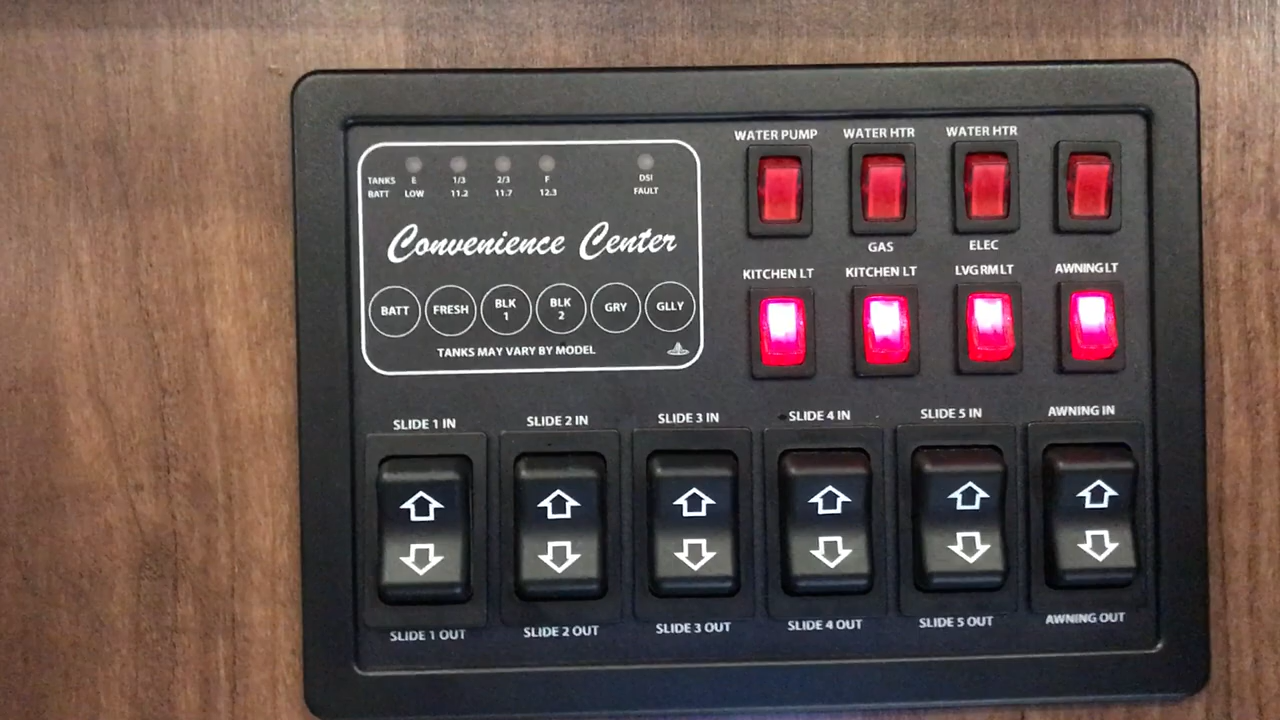 WATER PUMP WATER HTR WATER HTR
TANKS E 1/3 2/3 F DSI
BATT LOW 11.2 11.7 12.3 FAULT
Convenience Center
GAS ELEC
KITCHEN LT KITCHEN LT LVG RM LT AWNING LT
BATT FRESH BLK 1 BLK 2 GRY GLLY
TANKS MAY VARY BY MODEL
SLIDE 1 IN SLIDE 2 IN SLIDE 3 IN SLIDE 4 IN SLIDE 5 IN AWNING IN
SLIDE 1 OUT SLIDE 2 OUT SLIDE 3 OUT SLIDE 4 OUT SLIDE 5 OUT AWNING OUT